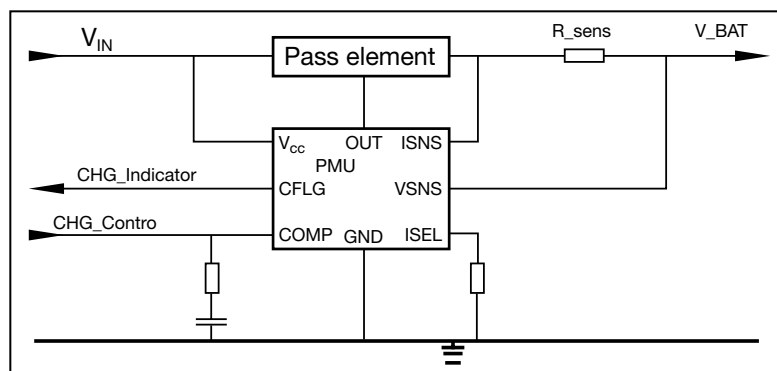 V_IN Pass element R_sens V_BAT
V_cc OUT ISNS
PMU
CHG_Indicator CFLG VSNS
CHG_Contro COMP GND ISEL